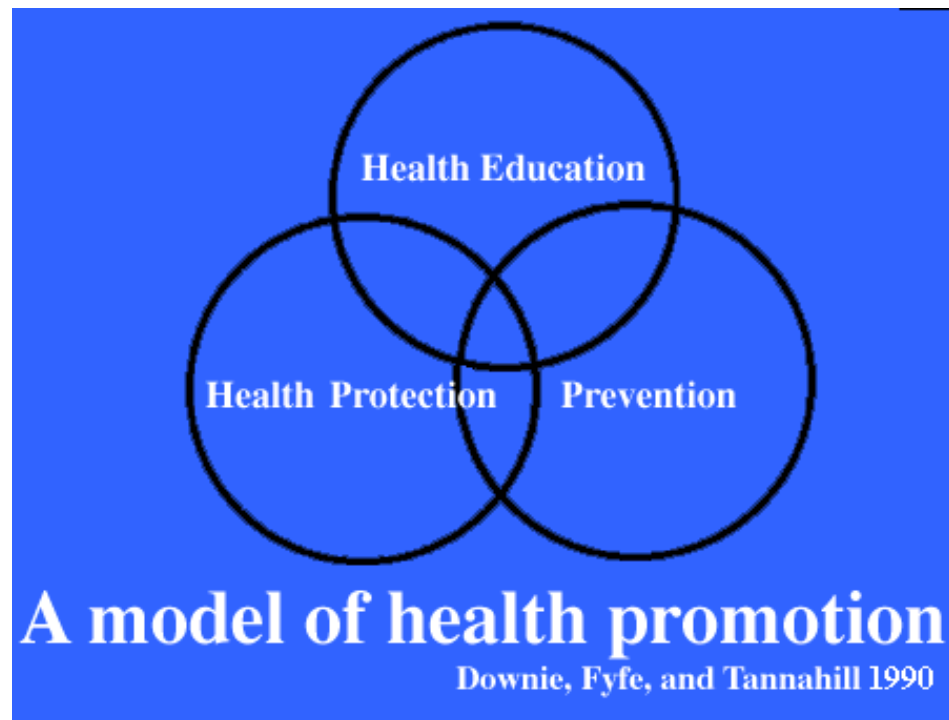 Health Education
Health Protection Prevention
A model of health promotion
Downie, Fyfe, and Tannahill 1990